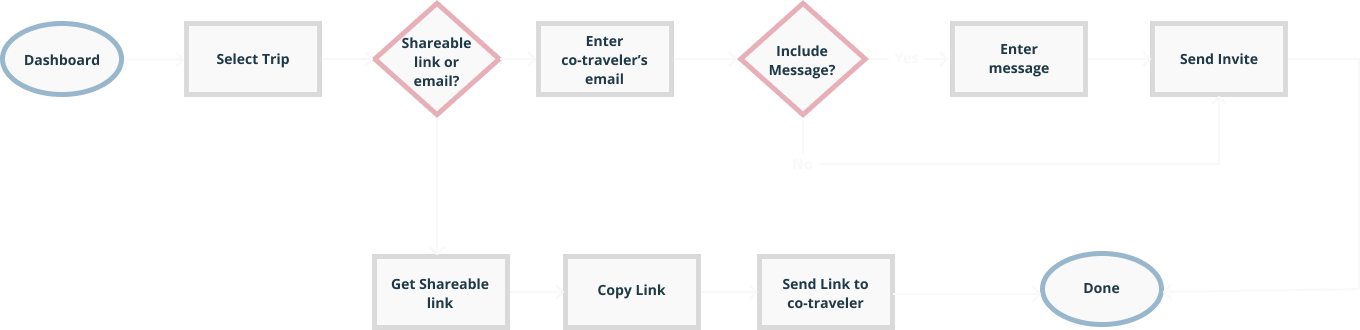 Dashboard
Select Trip
Shareable
link or
email?
Enter
co-traveler’s
email
Include
Message?
Yes
Enter
message
Send Invite
No
Get Shareable
link
Copy Link
Send Link to
co-traveler
Done